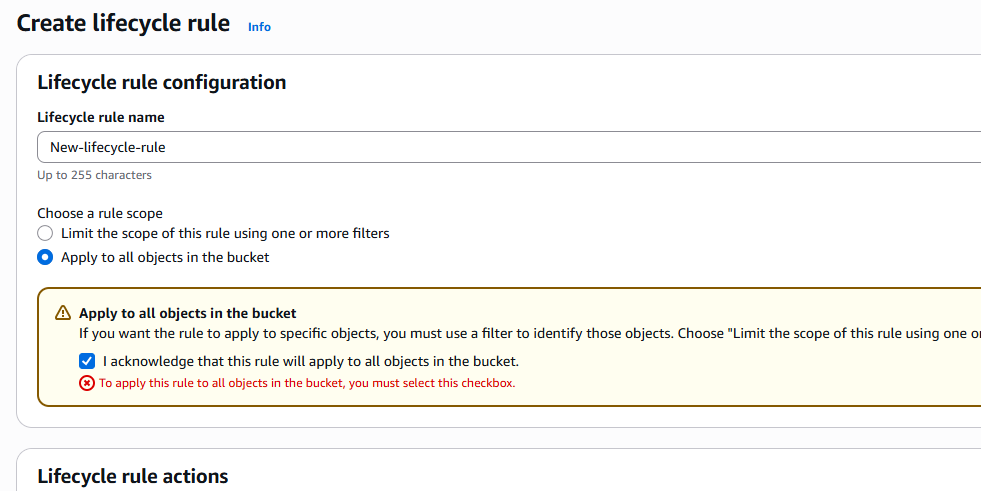 Create lifecycle rule Info
Lifecycle rule configuration
Lifecycle rule name
New-lifecycle-rule
Up to 255 characters
Choose a rule scope
Limit the scope of this rule using one or more filters
Apply to all objects in the bucket
Apply to all objects in the bucket
If you want the rule to apply to specific objects, you must use a filter to identify those objects. Choose "Limit the scope of this rule using one or
I acknowledge that this rule will apply to all objects in the bucket.
To apply this rule to all objects in the bucket, you must select this checkbox.
Lifecycle rule actions